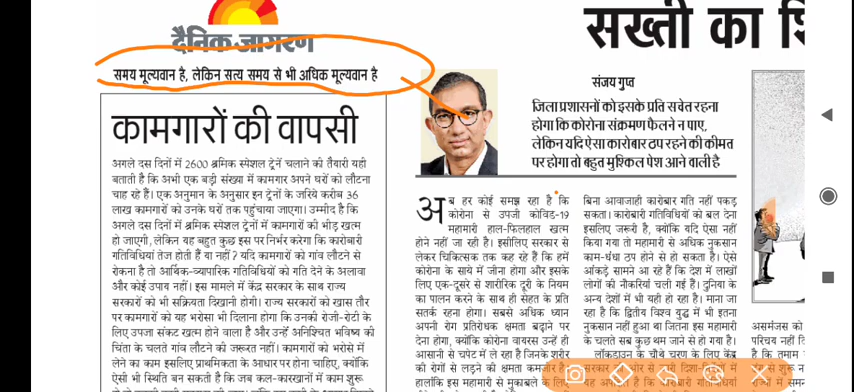 दैनिक जागरण
समय मूल्यवान है, लेकिन सत्य समय से भी अधिक मूल्यवान है
कामगारों की वापसी
अगले दस दिनों में 2600 श्रमिक स्पेशल ट्रेनें चलाने की तैयारी यही
बताती है कि अभी एक बड़ी संख्या में कामगार अपने घरों को लौटना
चाह रहे हैं। एक अनुमान के अनुसार इन ट्रेनों के जरिये करीब 36
लाख कामगारों को उनके घरों तक पहुंचाया जाएगा। उम्मीद है कि
अगले दस दिनों में श्रमिक स्पेशल ट्रेनों में कामगारों की भीड़ खत्म
हो जाएगी, लेकिन यह बहुत कुछ इस पर निर्भर करेगा कि कारोबारी
गतिविधियां तेज होती हैं या नहीं? यदि कामगारों को गांव लौटने से
रोकना है तो आर्थिक-व्यापारिक गतिविधियों को गति देने के अलावा
और कोई उपाय नहीं। इस मामले में केंद्र सरकार के साथ राज्य
सरकारों को भी सक्रियता दिखानी होगी। राज्य सरकारों को खास तौर
पर कामगारों को यह भरोसा भी दिलाना होगा कि उनकी रोजी-रोटी के
लिए उपजा संकट खत्म होने वाला है और उन्हें अनिश्चित भविष्य की
चिंता के चलते गांव लौटने की जरूरत नहीं। कामगारों को भरोसे में
लेने का काम इसलिए प्राथमिकता के आधार पर होना चाहिए, क्योंकि
ऐसी भी स्थिति बन सकती है कि जब कल-कारखानों में काम शुरू
सख्ती का
संजय गुप्त
जिला प्रशासनों को इसके प्रति सचेत रहना
होगा कि कोरोना संक्रमण फैलने न पाए,
लेकिन यदि ऐसा कारोबार ठप रहने की कीमत
पर होगा तो बहुत मुश्किल पेश आने वाली है
अब हर कोई समझ रहा है कि
कोरोना से उपजी कोविड-19
महामारी हाल-फिलहाल खत्म
होने नहीं जा रही है। इसीलिए सरकार से
लेकर चिकित्सक तक कह रहे हैं कि हमें
कोरोना के साये में जीना होगा और इसके
लिए एक-दूसरे से शारीरिक दूरी के नियम
का पालन करने के साथ ही सेहत के प्रति
सतर्क रहना होगा। सबसे अधिक ध्यान
अपनी रोग प्रतिरोधक क्षमता बढ़ाने पर
देना होगा, क्योंकि कोरोना वायरस उन्हें ही
आसानी से चपेट में ले रहा है जिनके शरीर
की रोगों से लड़ने की क्षमता कमजोर है।
हालांकि इस महामारी से मुकाबले के लिए
बिना आवाजाही कारोबार गति नहीं पकड़
सकता। कारोबारी गतिविधियों को बल देना
इसलिए जरूरी है, क्योंकि यदि ऐसा नहीं
किया गया तो महामारी से अधिक नुकसान
काम-धंधा ठप होने से हो सकता है। ऐसे
आंकड़े सामने आ रहे हैं कि देश में लाखों
लोगों की नौकरियां चली गई हैं। दुनिया के
अन्य देशों में भी यही हो रहा है। माना जा
रहा है कि द्वितीय विश्व युद्ध में भी इतना
नुकसान नहीं हुआ था जितना इस महामारी
के चलते सब कुछ थम जाने से हो गया है।
लॉकडाउन के चौथे चरण के लिए केंद्र
असमंजस को
परिचय नहीं
है कि तमाम